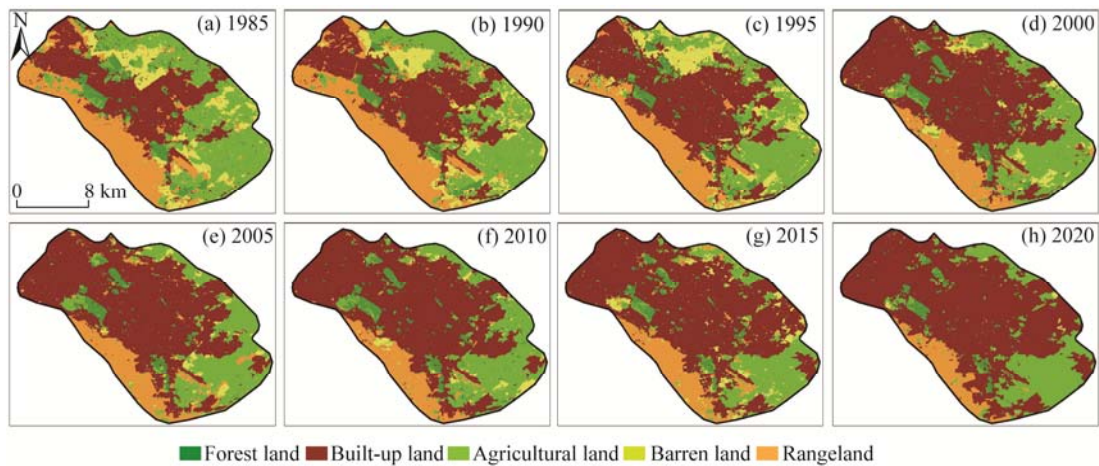 N
(a) 1985
(b) 1990
(c) 1995
(d) 2000
0 8 km
(e) 2005
(f) 2010
(g) 2015
(h) 2020
Forest land Built-up land Agricultural land Barren land Rangeland